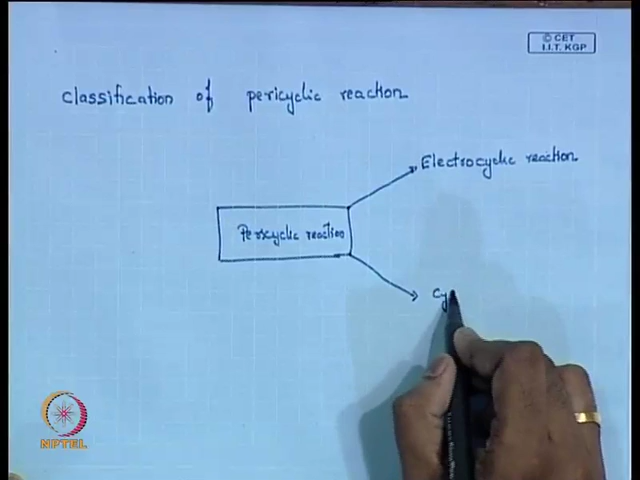 © CET
I.I.T. KGP
classification of pericyclic reaction
Electrocyclic reaction
Pericyclic reaction
Cy
NPTEL